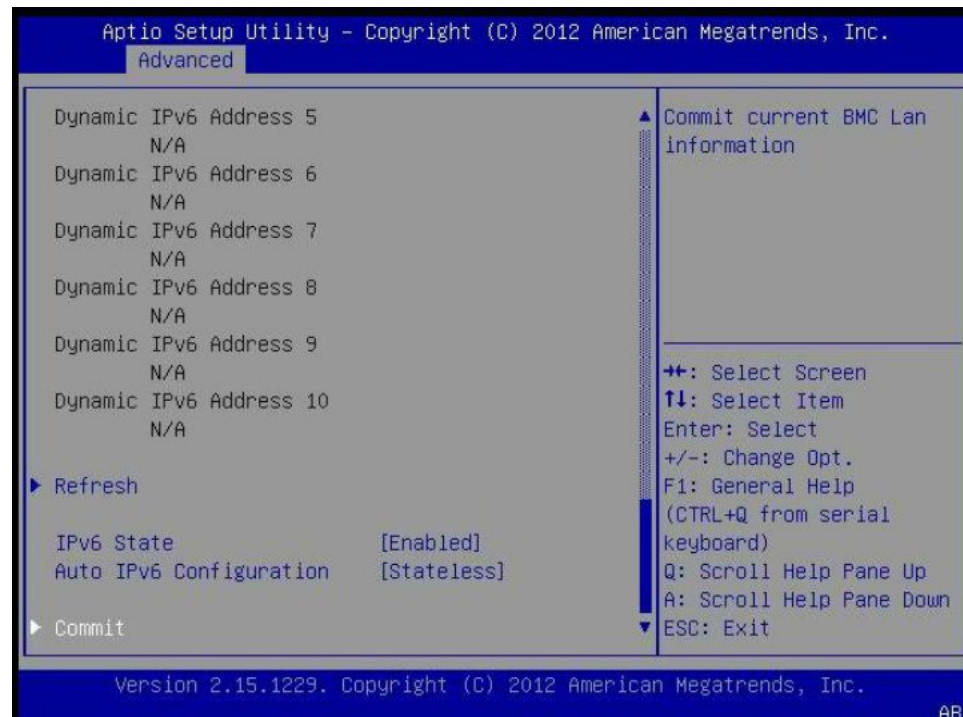 Aptio Setup Utility – Copyright (C) 2012 American Megatrends, Inc.
Advanced
Dynamic IPv6 Address 5
N/A
Dynamic IPv6 Address 6
N/A
Dynamic IPv6 Address 7
N/A
Dynamic IPv6 Address 8
N/A
Dynamic IPv6 Address 9
N/A
Dynamic IPv6 Address 10
N/A
Refresh
IPv6 State [Enabled]
Auto IPv6 Configuration [Stateless]
Commit
Commit current BMC Lan
information
→←: Select Screen
↑↓: Select Item
Enter: Select
+/-: Change Opt.
F1: General Help
(CTRL+Q from serial
keyboard)
Q: Scroll Help Pane Up
A: Scroll Help Pane Down
ESC: Exit
Version 2.15.1229. Copyright (C) 2012 American Megatrends, Inc.
AB